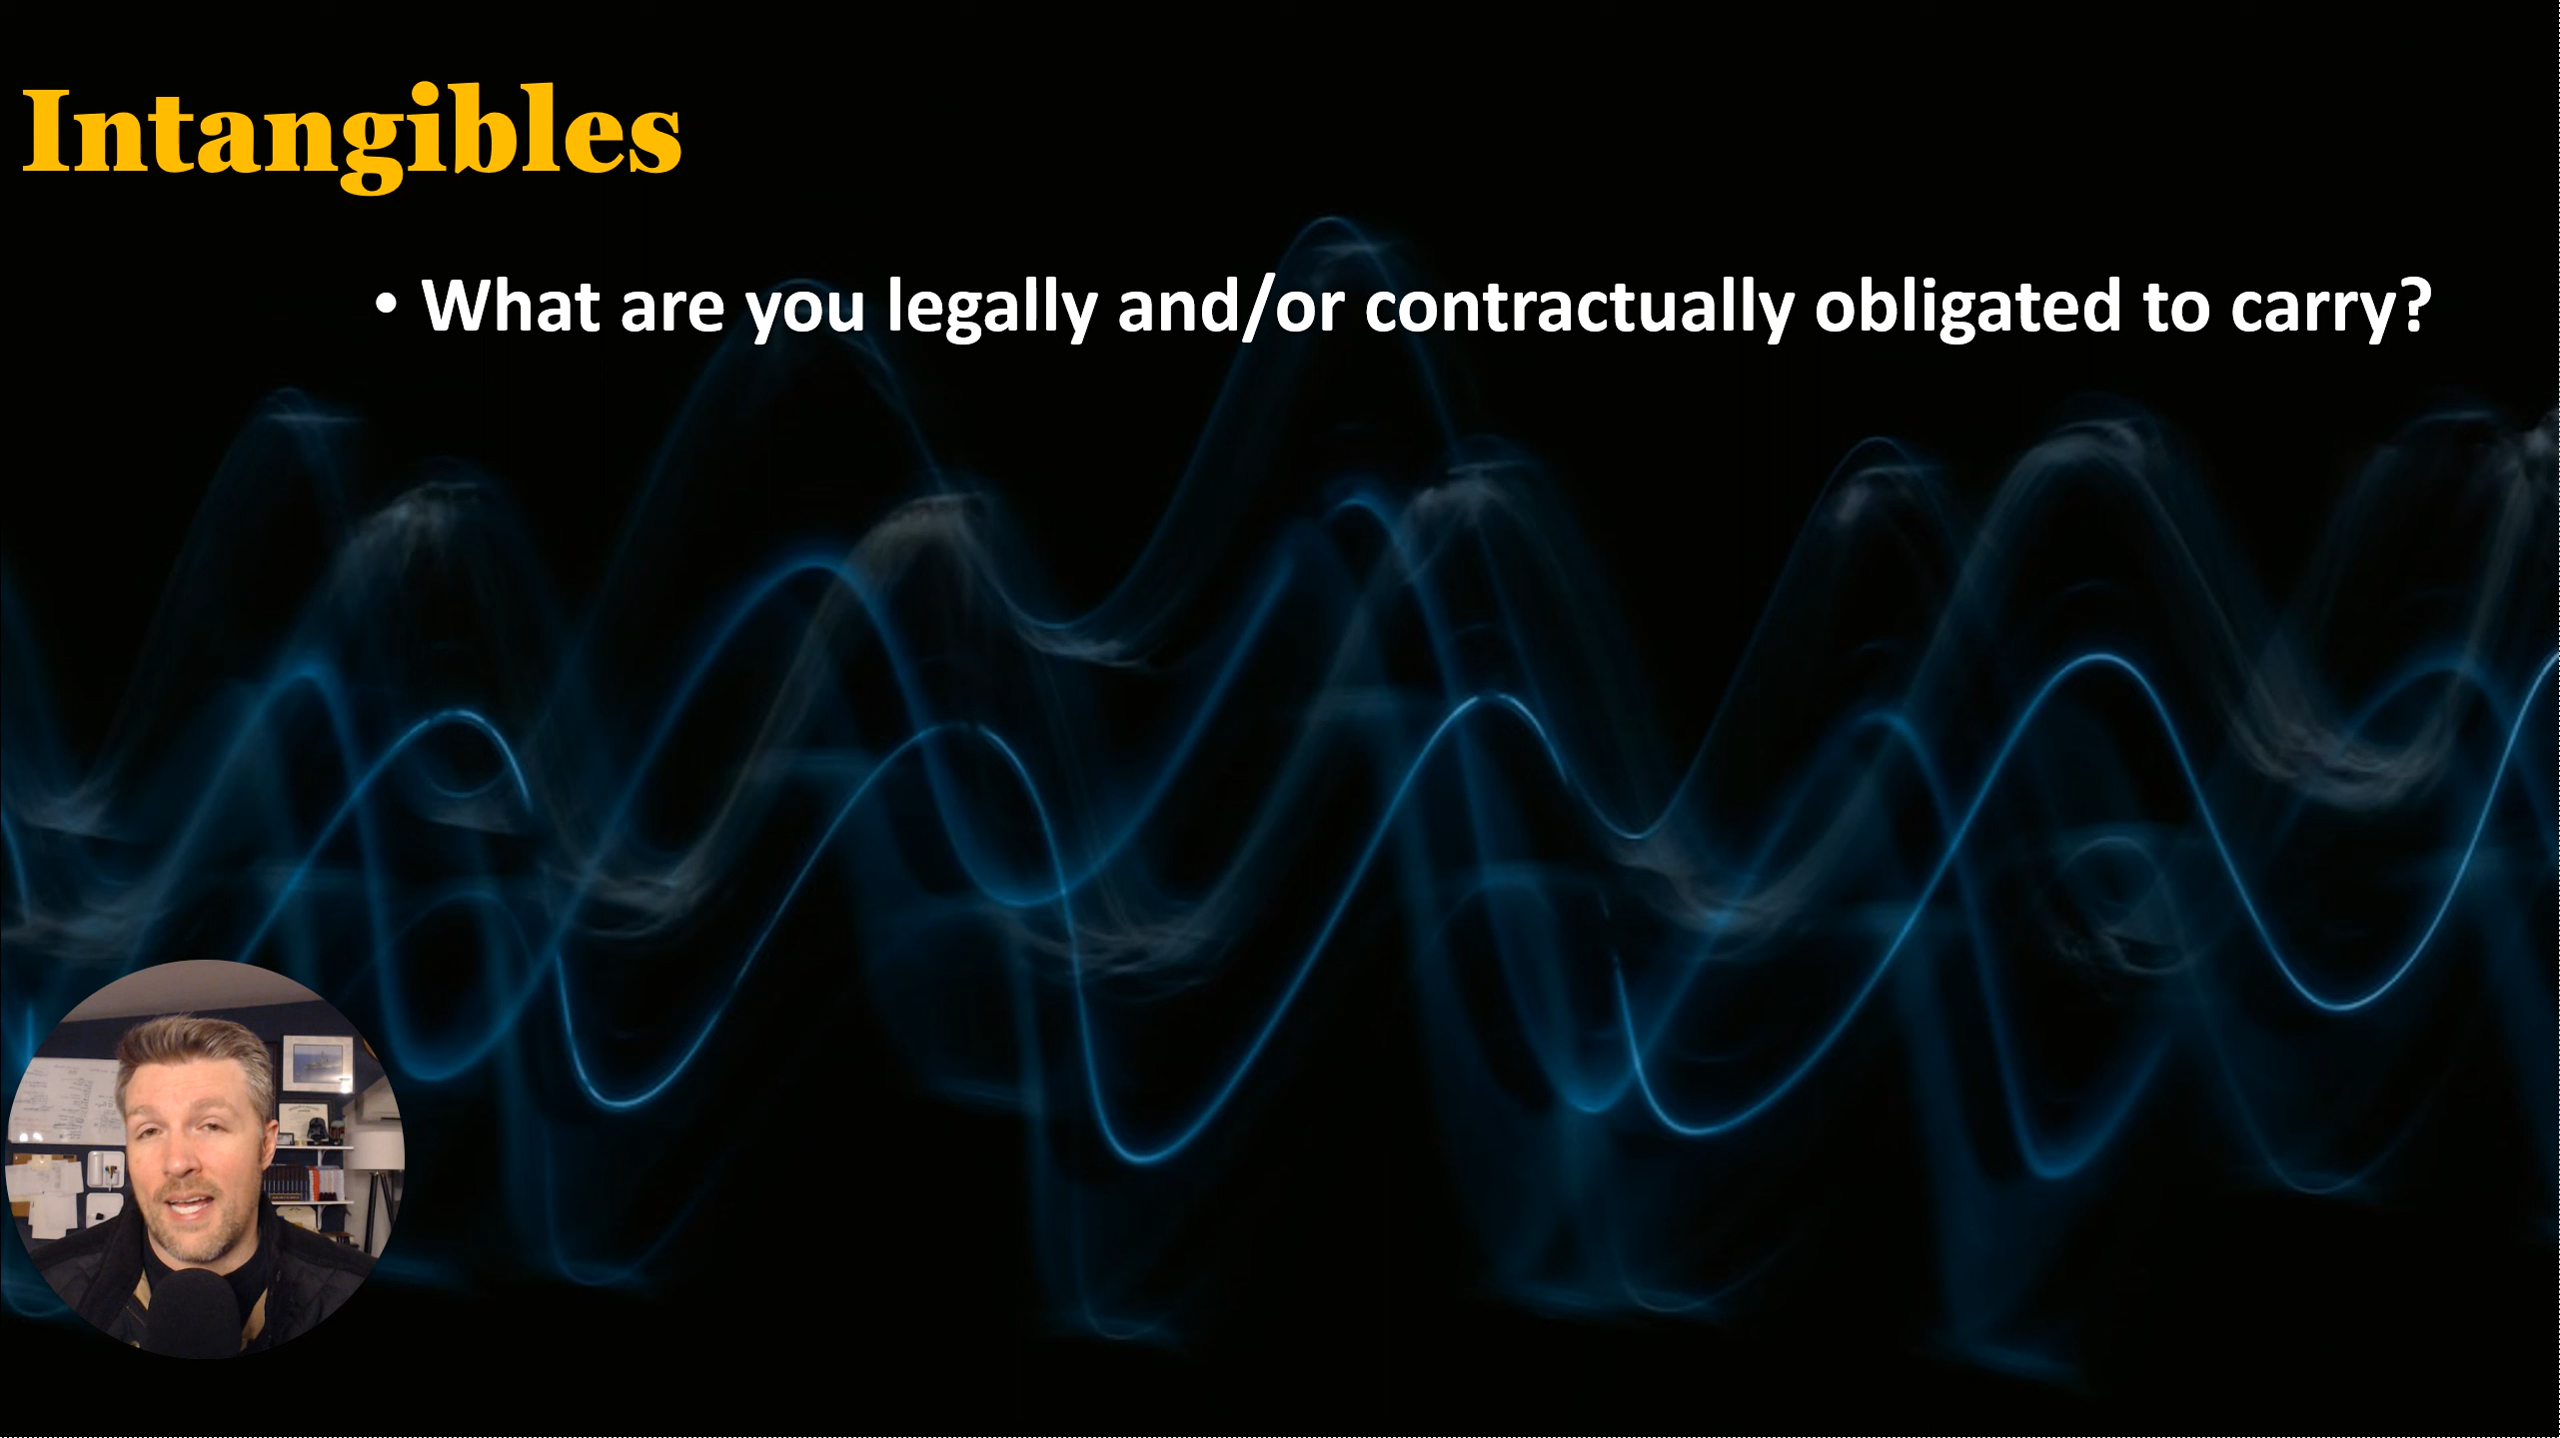 Intangibles
• What are you legally and/or contractually obligated to carry?